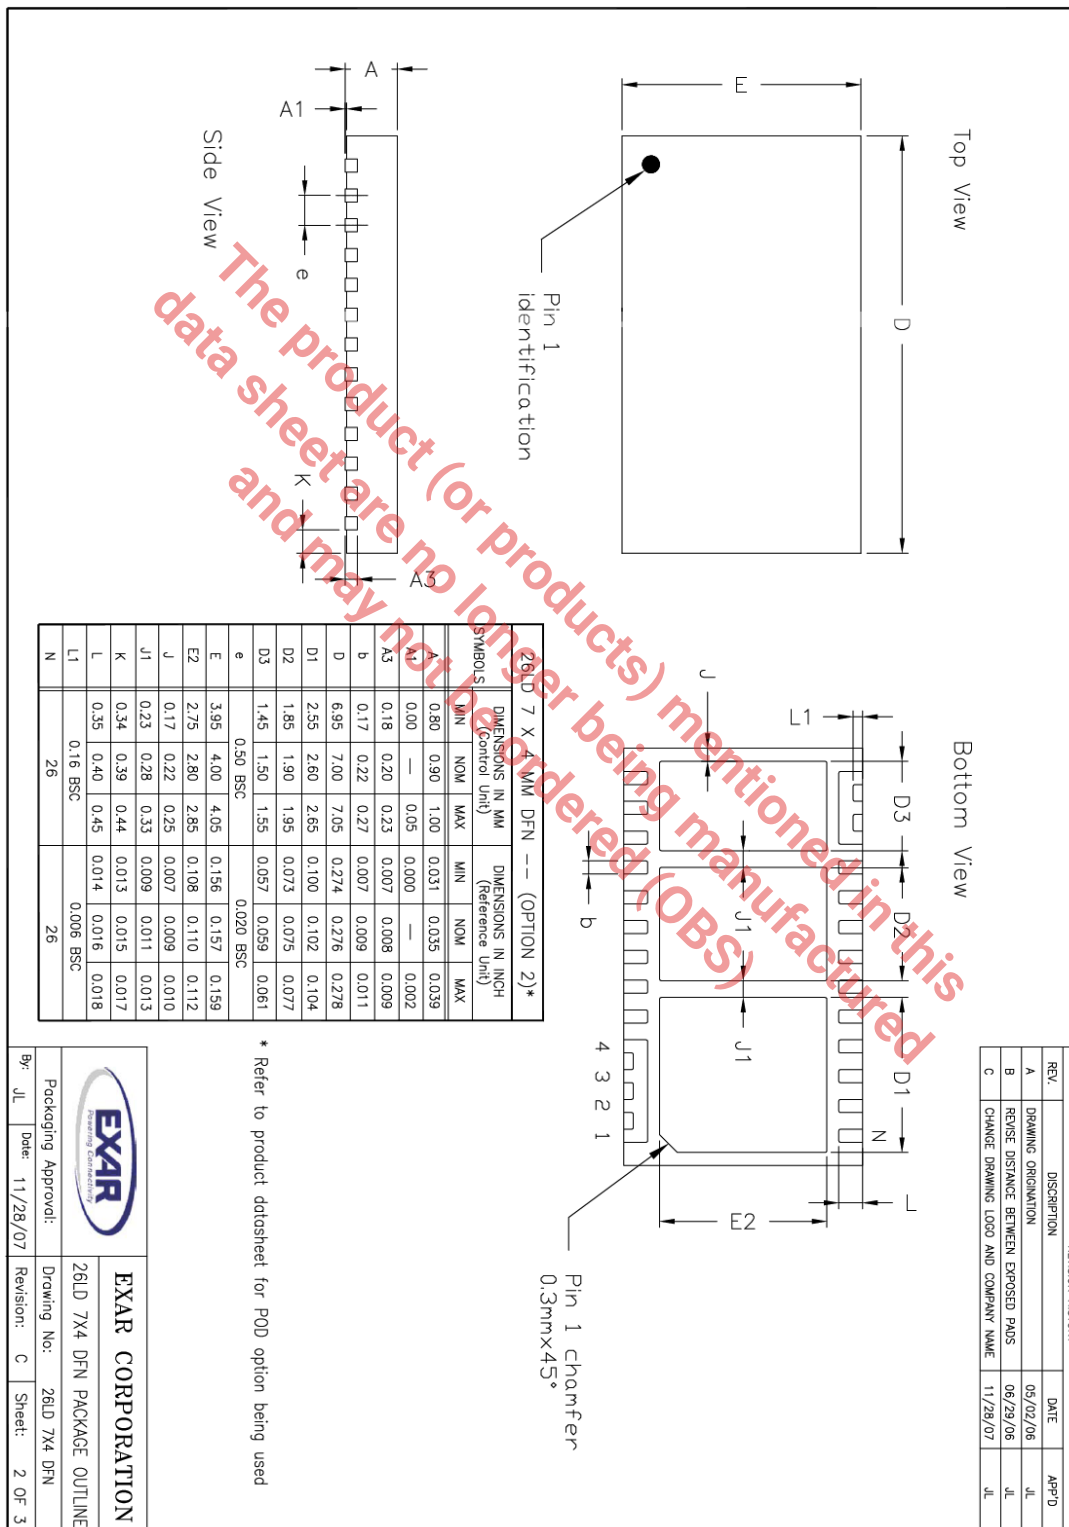 Top View
E
D
Pin 1
identification
A
A1
Side View
e
K
A3
Bottom View
L1
J
D3
D2
D1
J1
J1
b
4 3 2 1
N
L
E2
Pin 1 chamfer
0.3mmx45°
The product (or products) mentioned in this
data sheet are no longer being manufactured
and may not be ordered (OBS)
REV. DISCRIPTION DATE APP'D
A DRAWING ORIGINATION 05/02/06 JL
B REVISE DISTANCE BETWEEN EXPOSED PADS 06/29/06 JL
C CHANGE DRAWING LOGO AND COMPANY NAME 11/28/07 JL
26LD 7 X 4 MM DFN -- (OPTION 2)*
SYMBOLS DIMENSIONS IN MM (Control Unit) DIMENSIONS IN INCH (Reference Unit)
MIN NOM MAX MIN NOM MAX
A 0.80 0.90 1.00 0.031 0.035 0.039
A1 0.00 — 0.05 0.000 — 0.002
A3 0.18 0.20 0.23 0.007 0.008 0.009
b 0.17 0.22 0.27 0.007 0.009 0.011
D 6.95 7.00 7.05 0.274 0.276 0.278
D1 2.55 2.60 2.65 0.100 0.102 0.104
D2 1.85 1.90 1.95 0.073 0.075 0.077
D3 1.45 1.50 1.55 0.057 0.059 0.061
e 0.50 BSC 0.020 BSC
E 3.95 4.00 4.05 0.156 0.157 0.159
E2 2.75 2.80 2.85 0.108 0.110 0.112
J 0.17 0.22 0.25 0.007 0.009 0.010
J1 0.23 0.28 0.33 0.009 0.011 0.013
K 0.34 0.39 0.44 0.013 0.015 0.017
L 0.35 0.40 0.45 0.014 0.016 0.018
L1 0.16 BSC 0.006 BSC
N 26 26
* Refer to product datasheet for POD option being used
EXAR
Powering Connectivity
EXAR CORPORATION
26LD 7X4 DFN PACKAGE OUTLINE
Packaging Approval:
Drawing No: 26LD 7X4 DFN
By: JL Date: 11/28/07 Revision: C Sheet: 2 OF 3